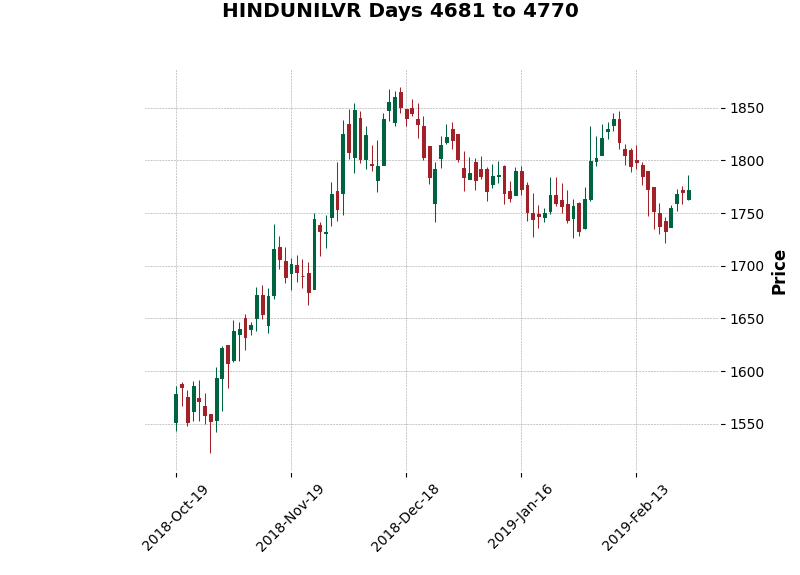 HINDUNILVR Days 4681 to 4770
1850
1800
1750
1700
1650
1600
1550
Price
2018-Oct-19
2018-Nov-19
2018-Dec-18
2019-Jan-16
2019-Feb-13